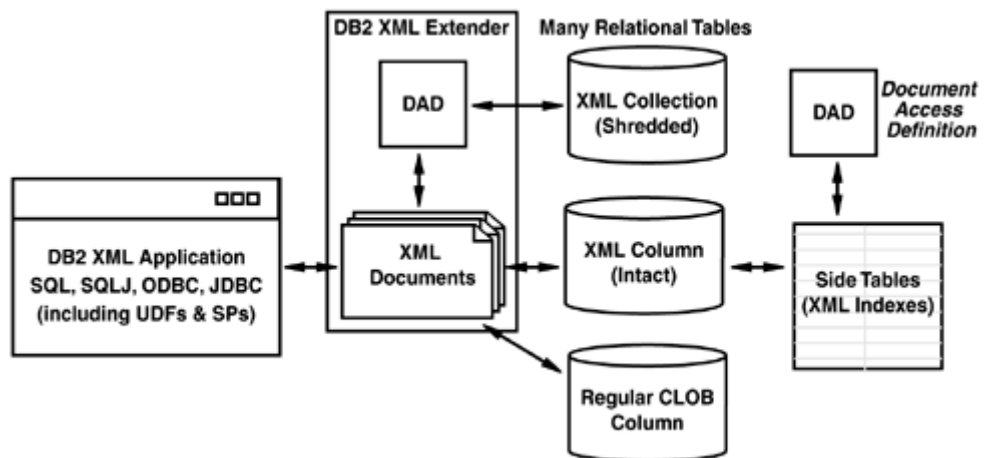 DB2 XML Extender
Many Relational Tables
DAD
XML Collection
(Shredded)
DAD
Document
Access
Definition
DB2 XML Application
SQL, SQLJ, ODBC, JDBC
(including UDFs & SPs)
XML
Documents
XML Column
(Intact)
Side Tables
(XML Indexes)
Regular CLOB
Column